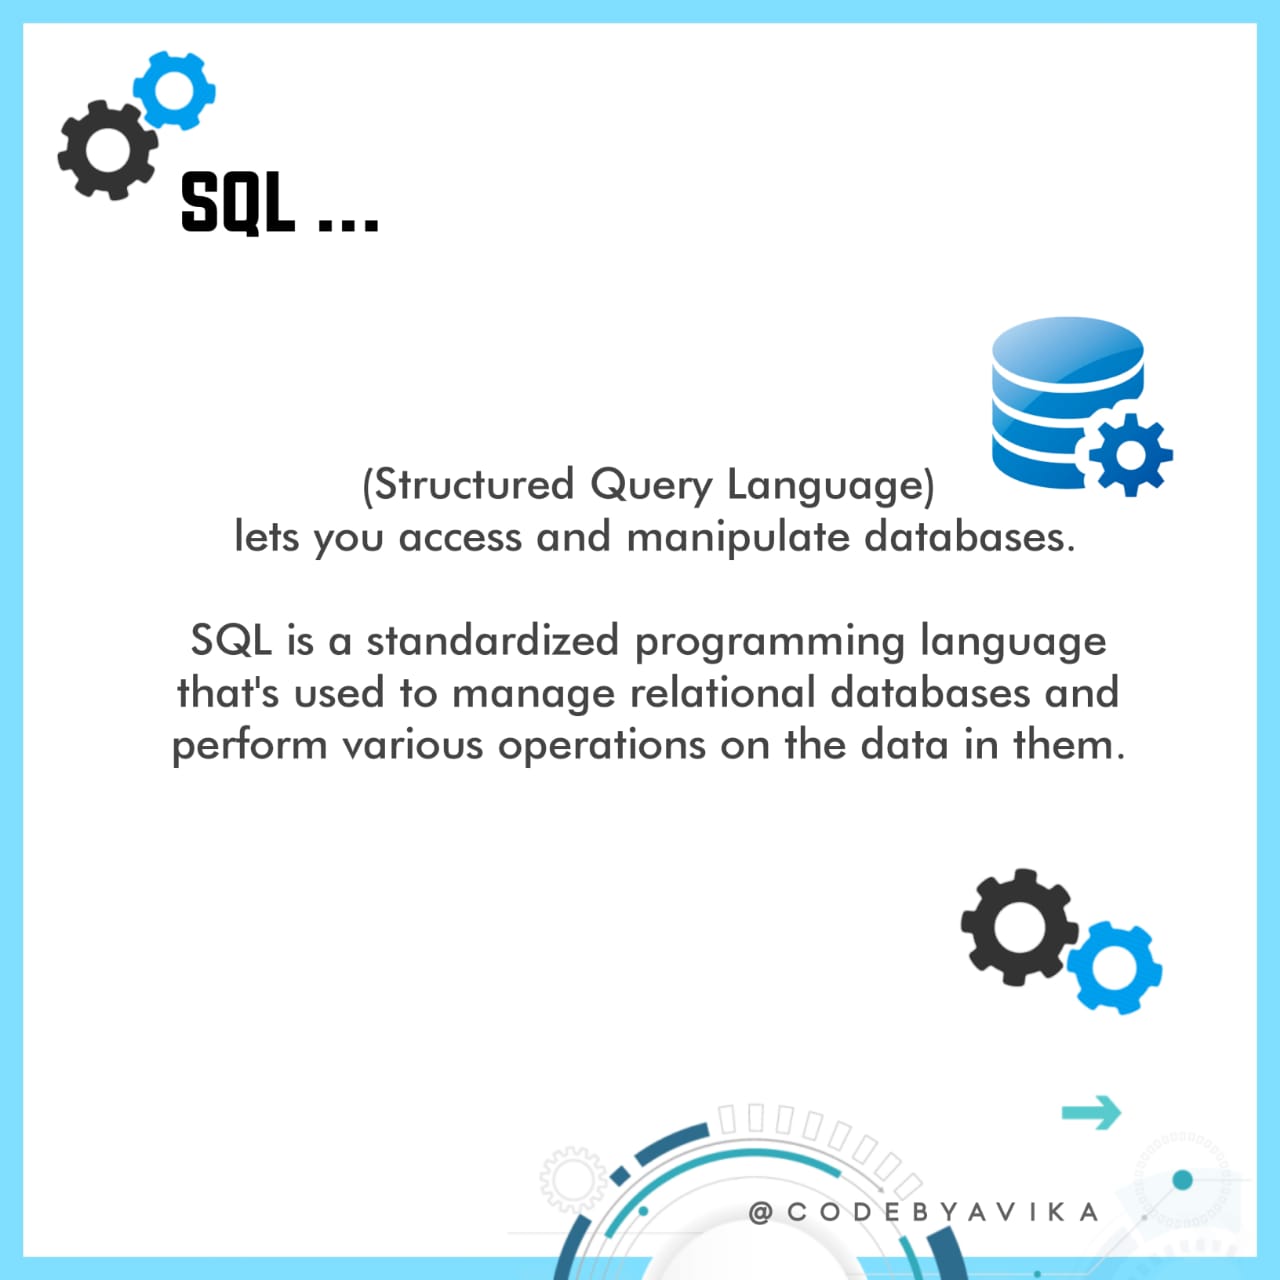 SQL ...
(Structured Query Language)
lets you access and manipulate databases.
SQL is a standardized programming language
that's used to manage relational databases and
perform various operations on the data in them.
@CODEBYAVIKA